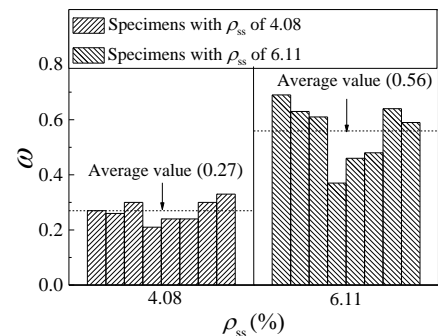 Specimens with ρss of 4.08
Specimens with ρss of 6.11
0.8
Average value (0.56)
0.6
ω
0.4
Average value (0.27)
0.2
0.0
4.08 6.11
ρss (%)